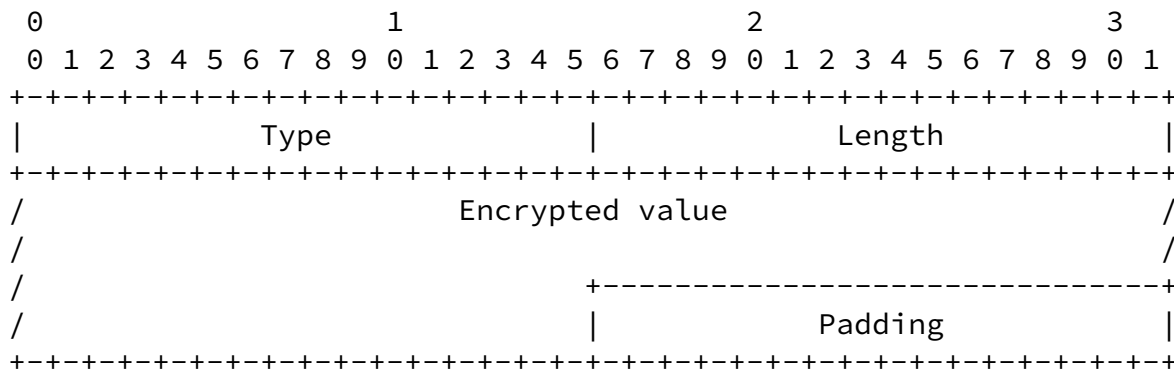 0                   1                   2                   3
 0 1 2 3 4 5 6 7 8 9 0 1 2 3 4 5 6 7 8 9 0 1 2 3 4 5 6 7 8 9 0 1
+-+-+-+-+-+-+-+-+-+-+-+-+-+-+-+-+-+-+-+-+-+-+-+-+-+-+-+-+-+-+-+-+
|             Type              |             Length            |
+-+-+-+-+-+-+-+-+-+-+-+-+-+-+-+-+-+-+-+-+-+-+-+-+-+-+-+-+-+-+-+-+
/                        Encrypted value                        /
/                                                               /
/                               +-------------------------------+
/                               |            Padding            |
+-+-+-+-+-+-+-+-+-+-+-+-+-+-+-+-+-+-+-+-+-+-+-+-+-+-+-+-+-+-+-+-+